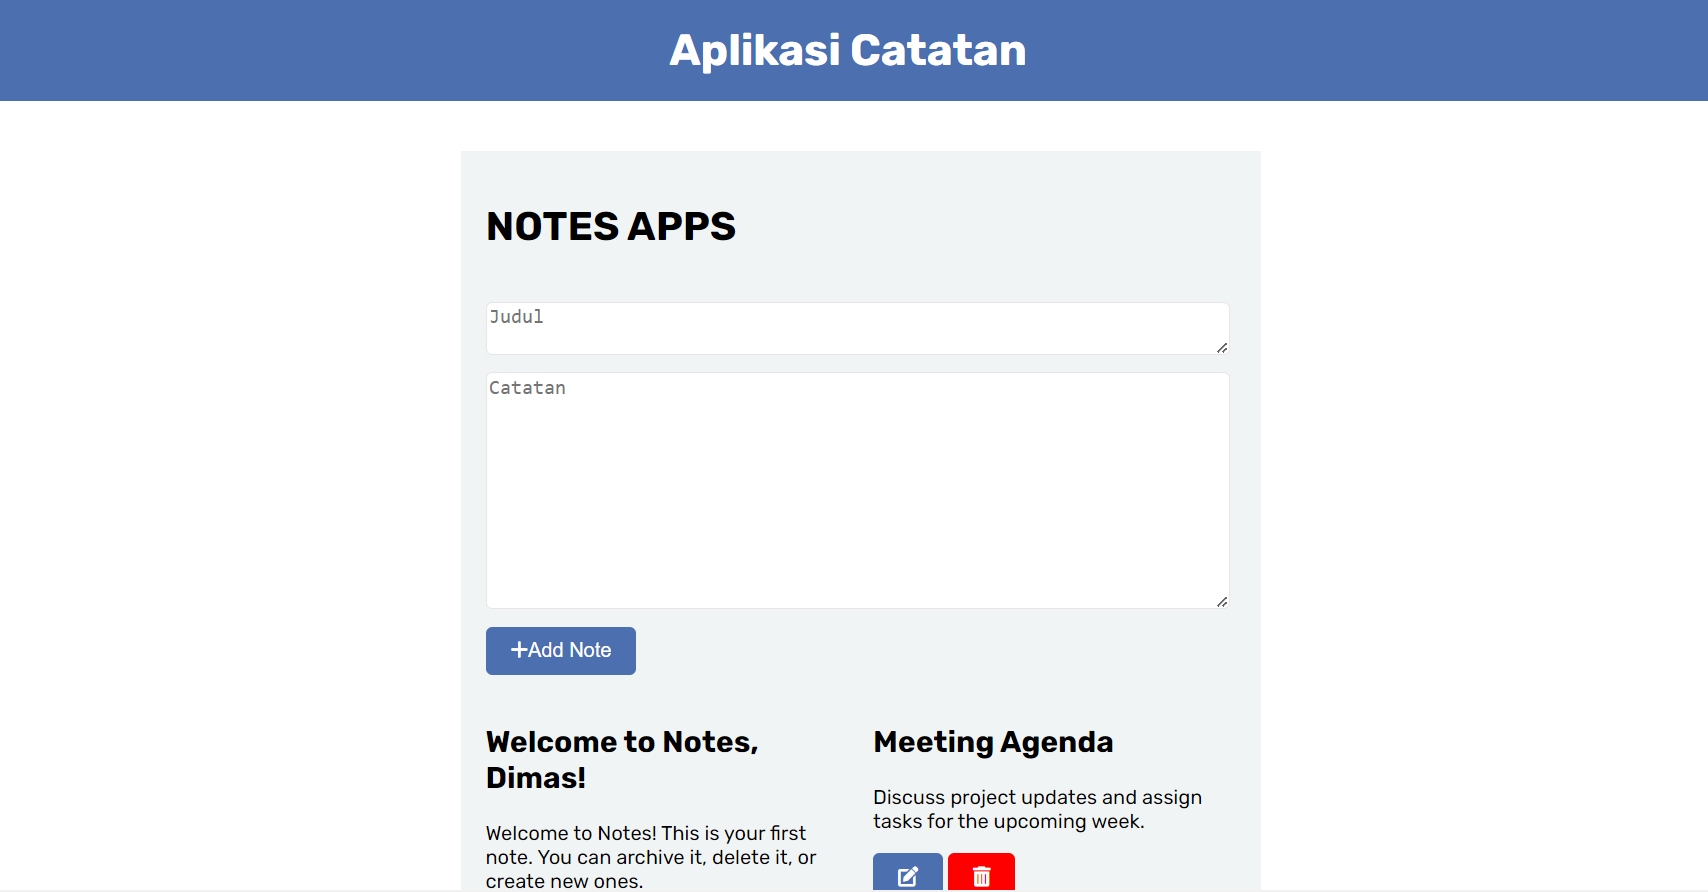 Aplikasi Catatan
NOTES APPS
Judul
Catatan
Add Note
Welcome to Notes,
Dimas!
Welcome to Notes! This is your first
note. You can archive it, delete it, or
create new ones.
Meeting Agenda
Discuss project updates and assign
tasks for the upcoming week.